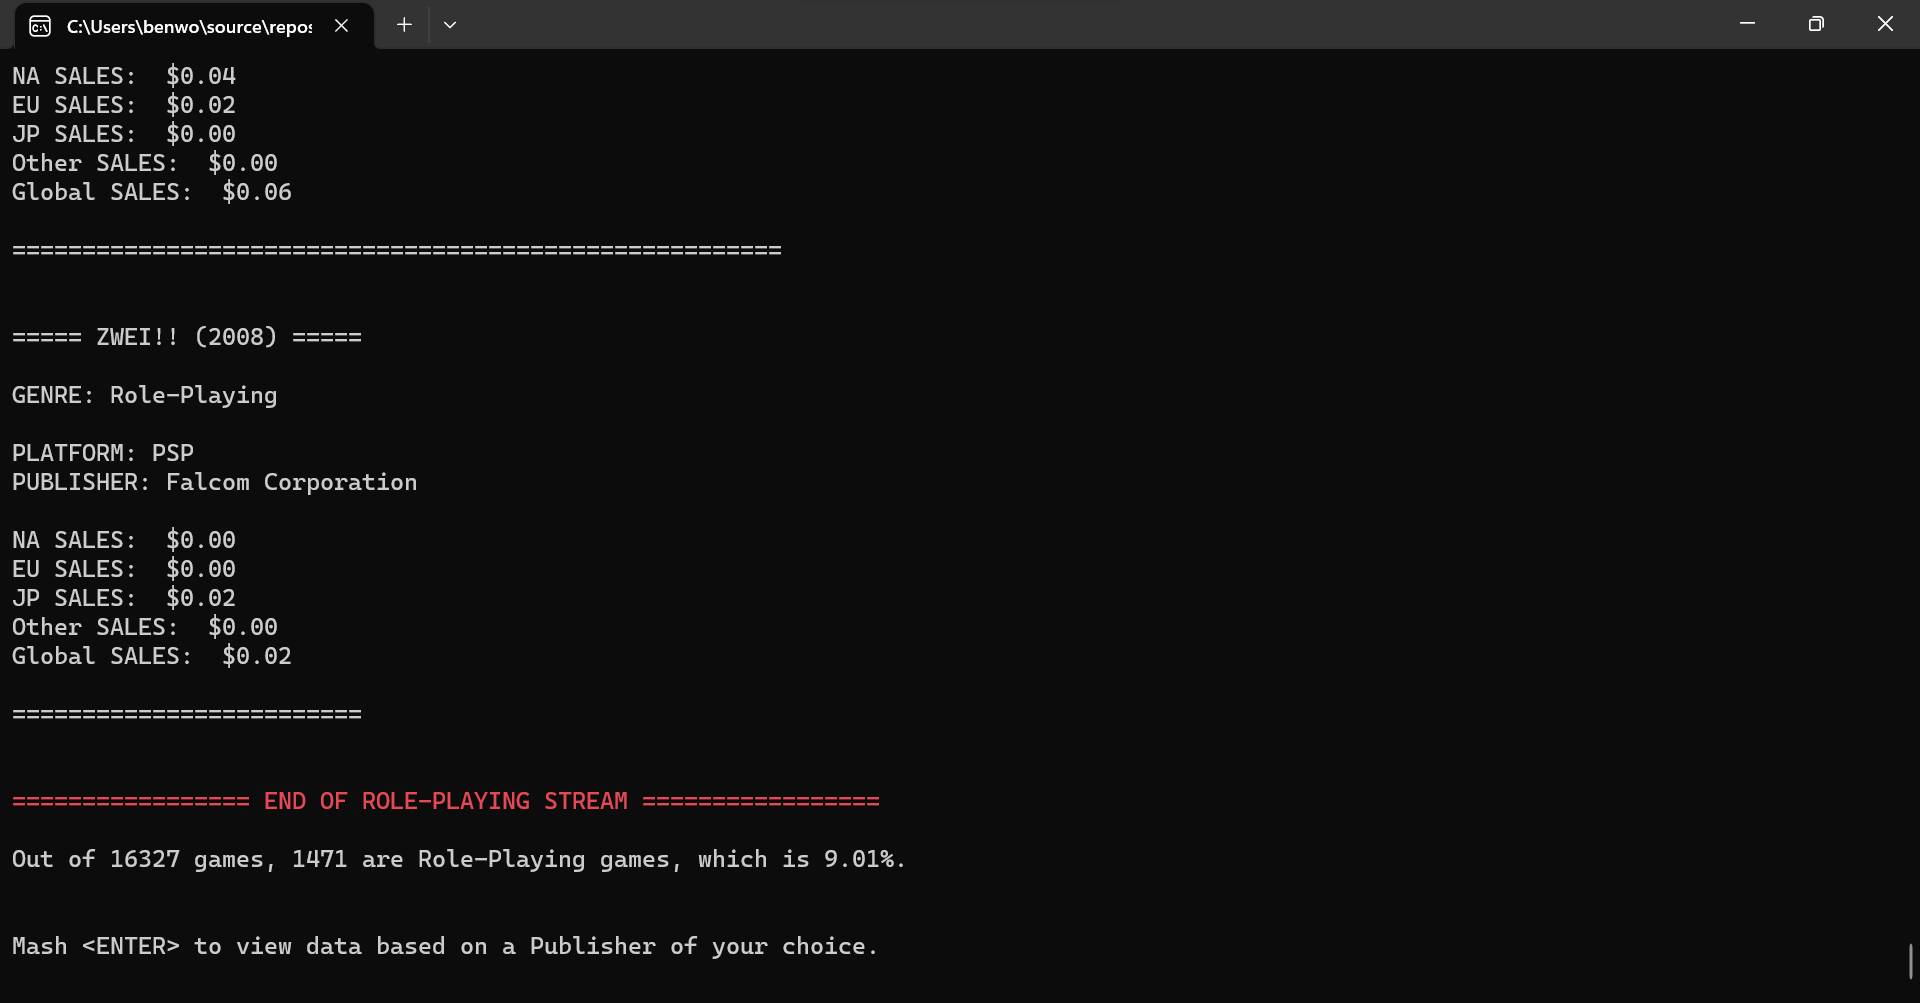 C:\Users\benwo\source\repos
NA SALES:  $0.04
EU SALES:  $0.02
JP SALES:  $0.00
Other SALES:  $0.00
Global SALES:  $0.06
=======================================================
===== ZWEI!! (2008) =====
GENRE: Role-Playing
PLATFORM: PSP
PUBLISHER: Falcom Corporation
NA SALES:  $0.00
EU SALES:  $0.00
JP SALES:  $0.02
Other SALES:  $0.00
Global SALES:  $0.02
=========================
================= END OF ROLE-PLAYING STREAM =================
Out of 16327 games, 1471 are Role-Playing games, which is 9.01%.
Mash <ENTER> to view data based on a Publisher of your choice.